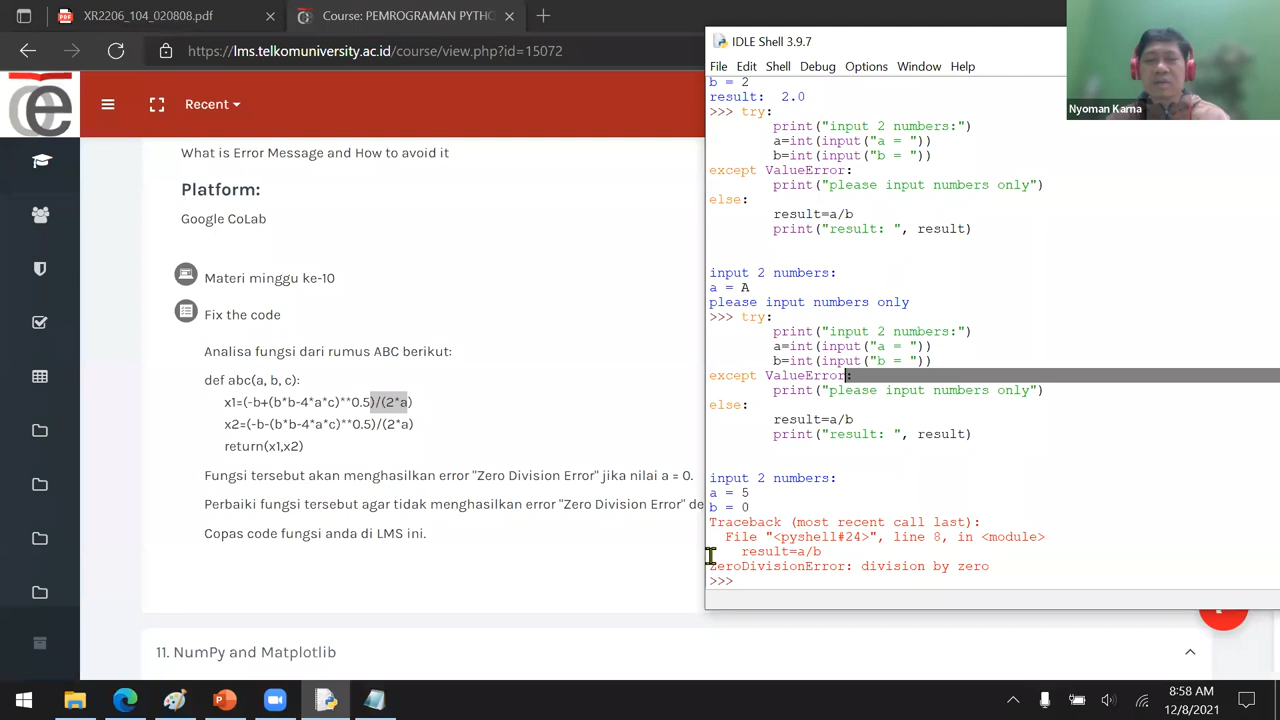 XR2206_104_020808.pdf
Course: PEMROGRAMAN PYTHO
https://lms.telkomuniversity.ac.id/course/view.php?id=15072
Recent
What is Error Message and How to avoid it
Platform:
Google CoLab
Materi minggu ke-10
Fix the code
Analisa fungsi dari rumus ABC berikut:
def abc(a, b, c):
x1=(-b+(b*b-4*a*c)**0.5)/(2*a)
x2=(-b-(b*b-4*a*c)**0.5)/(2*a)
return(x1,x2)
Fungsi tersebut akan menghasilkan error "Zero Division Error" jika nilai a = 0.
Perbaiki fungsi tersebut agar tidak menghasilkan error "Zero Division Error" de
Copas code fungsi anda di LMS ini.
11. NumPy and Matplotlib
IDLE Shell 3.9.7
File Edit Shell Debug Options Window Help
b = 2
result:  2.0
>>> try:
print("input 2 numbers:")
a=int(input("a = "))
b=int(input("b = "))
except ValueError:
print("please input numbers only")
else:
result=a/b
print("result: ", result)
input 2 numbers:
a = A
please input numbers only
>>> try:
print("input 2 numbers:")
a=int(input("a = "))
b=int(input("b = "))
except ValueError:
print("please input numbers only")
else:
result=a/b
print("result: ", result)
input 2 numbers:
a = 5
b = 0
Traceback (most recent call last):
File "<pyshell#24>", line 8, in <module>
result=a/b
ZeroDivisionError: division by zero
>>>
Nyoman Karna
8:58 AM
12/8/2021